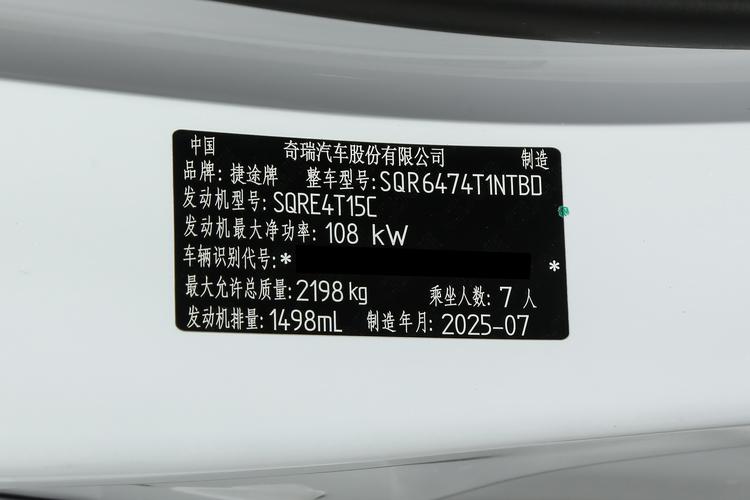 中国 奇瑞汽车股份有限公司 制造
品牌: 捷途牌 整车型号: SQR6474T1NTBD
发动机型号: SQRE4T15C
发动机最大净功率: 108 kW
车辆识别代号: * *
最大允许总质量: 2198 kg 乘坐人数: 7 人
发动机排量: 1498mL 制造年月: 2025-07